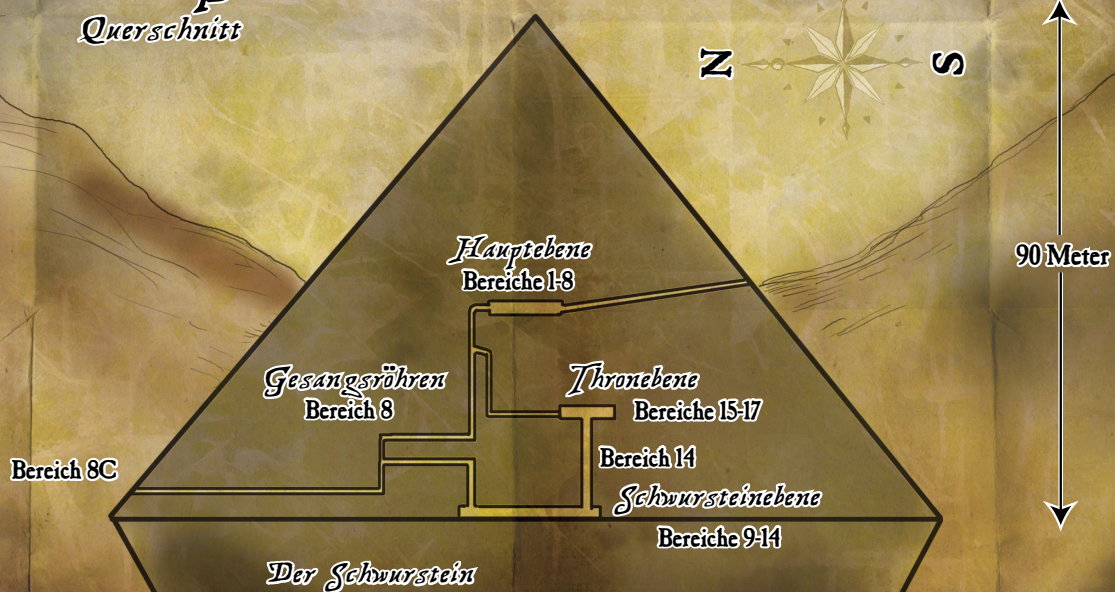 Querschnitt
N
S
90 Meter
Hauptebene
Bereiche 1-8
Gesangsröhren
Bereich 8
Thronebene
Bereiche 15-17
Bereich 8C
Bereich 14
Schwursteinebene
Bereiche 9-14
Der Schwurstein